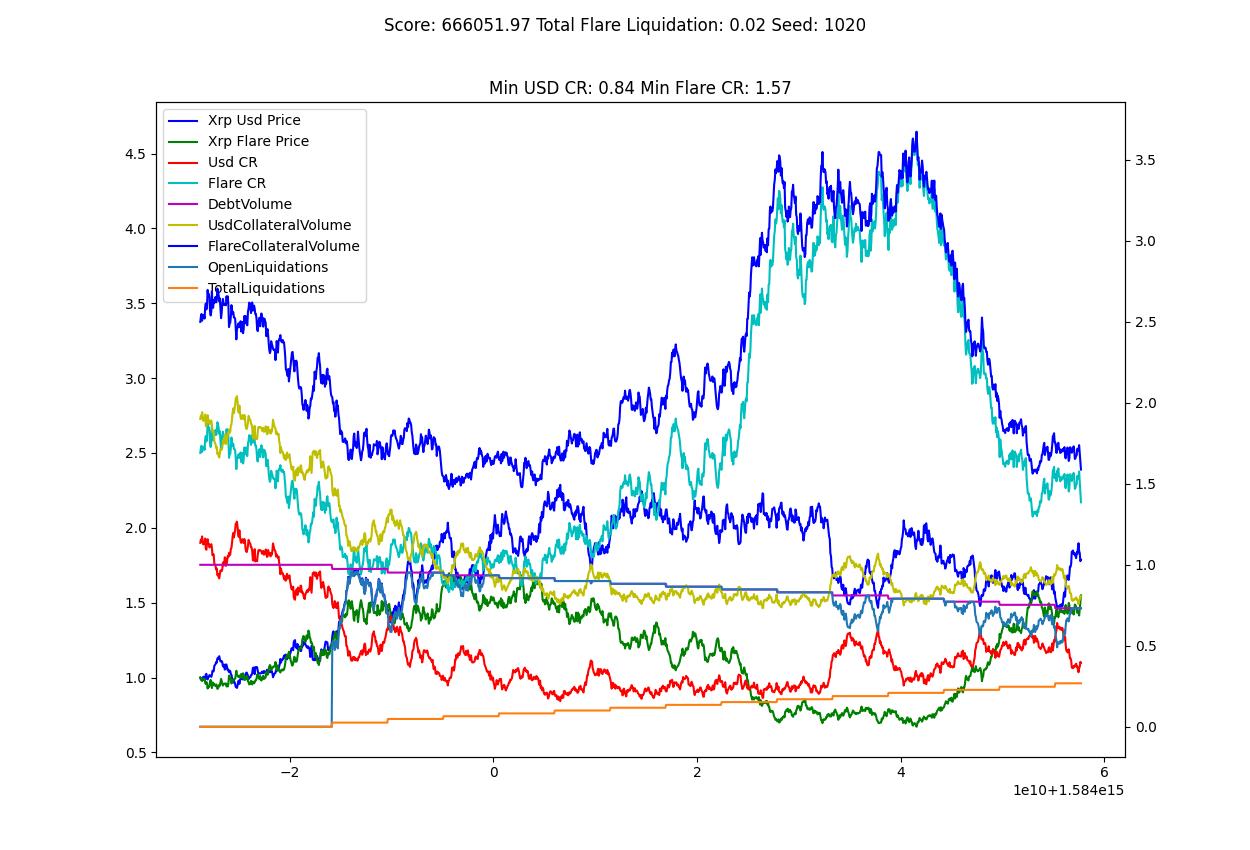 Score: 666051.97 Total Flare Liquidation: 0.02 Seed: 1020
Min USD CR: 0.84 Min Flare CR: 1.57
Xrp Usd Price
Xrp Flare Price
Usd CR
Flare CR
DebtVolume
UsdCollateralVolume
FlareCollateralVolume
OpenLiquidations
TotalLiquidations
4.5
4.0
3.5
3.0
2.5
2.0
1.5
1.0
0.5
3.5
3.0
2.5
2.0
1.5
1.0
0.5
0.0
−2 0 2 4 6
1e10+1.584e15